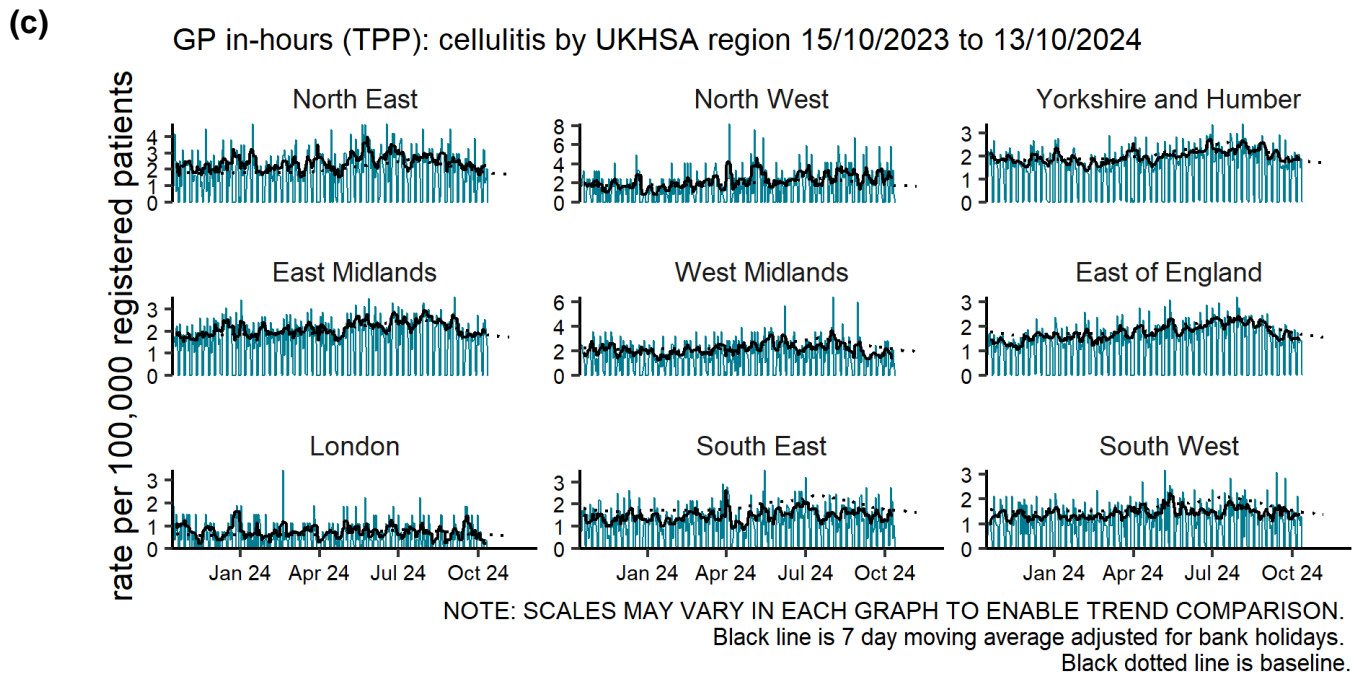 (c)
GP in-hours (TPP): cellulitis by UKHSA region 15/10/2023 to 13/10/2024
rate per 100,000 registered patients
North East
4
3
2
1
0
North West
8
6
4
2
0
Yorkshire and Humber
3
2
1
0
East Midlands
3
2
1
0
West Midlands
6
4
2
0
East of England
3
2
1
0
London
3
2
1
0
Jan 24 Apr 24 Jul 24 Oct 24
South East
3
2
1
0
Jan 24 Apr 24 Jul 24 Oct 24
South West
3
2
1
0
Jan 24 Apr 24 Jul 24 Oct 24
NOTE: SCALES MAY VARY IN EACH GRAPH TO ENABLE TREND COMPARISON.
Black line is 7 day moving average adjusted for bank holidays.
Black dotted line is baseline.